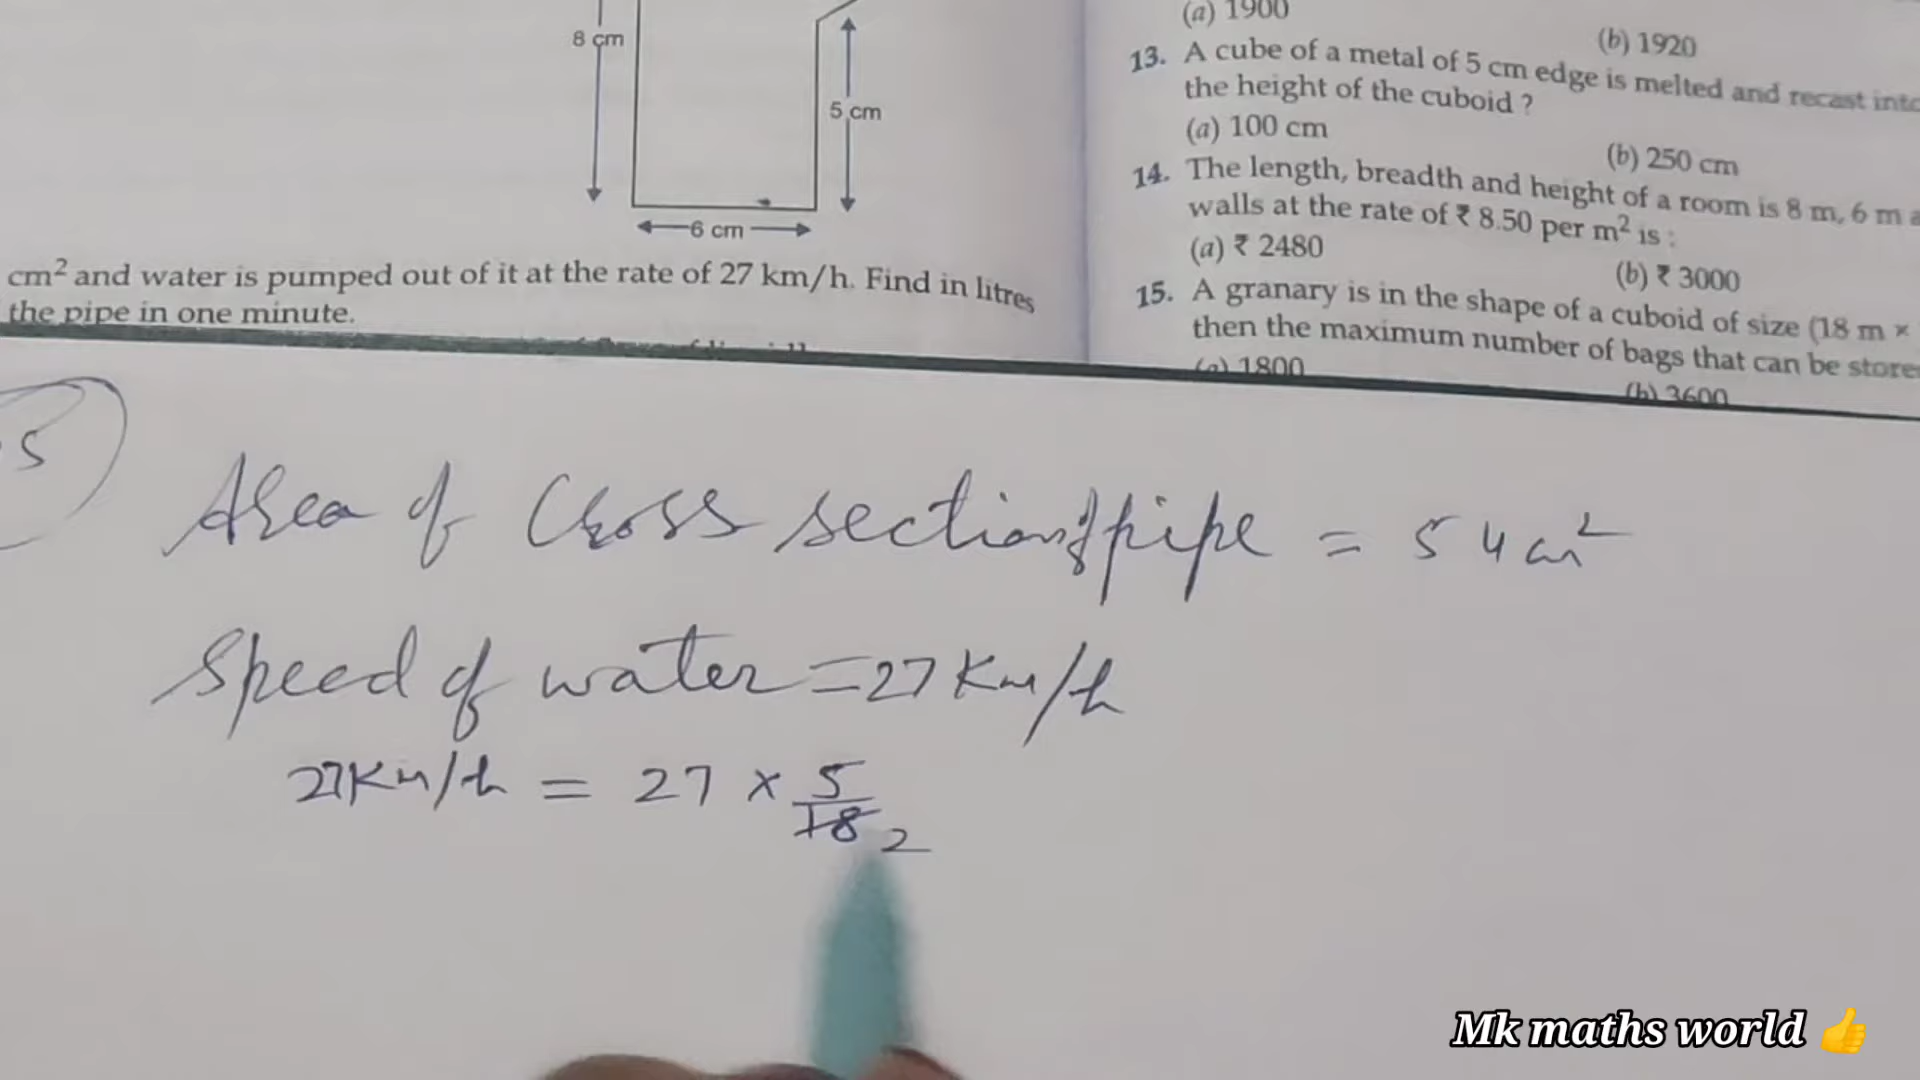 8 cm
5 cm
6 cm
cm² and water is pumped out of it at the rate of 27 km/h. Find in litres
the pipe in one minute.
(a) 1900
(b) 1920
13. A cube of a metal of 5 cm edge is melted and recast into
the height of the cuboid ?
(a) 100 cm
(b) 250 cm
14. The length, breadth and height of a room is 8 m, 6 m a
walls at the rate of ₹ 8.50 per m² is :
(a) ₹ 2480
(b) ₹ 3000
15. A granary is in the shape of a cuboid of size (18 m ×
then the maximum number of bags that can be store
(a) 1800
(b) 3600
5
Area of Cross section of pipe = 54 cm²
Speed of water = 27 Km/h
27Km/h = 27 × 5/18 2
Mk maths world 👍